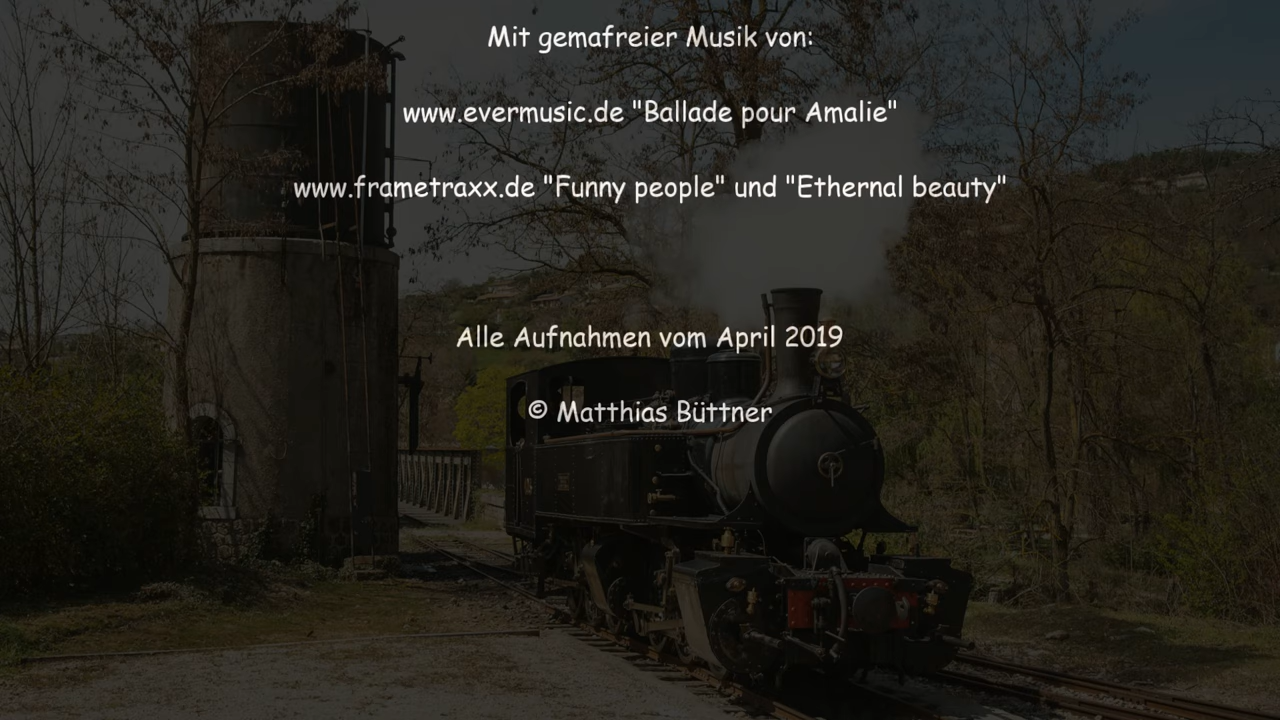 Mit gemafreier Musik von:
www.evermusic.de "Ballade pour Amalie"
www.frametraxx.de "Funny people" und "Ethernal beauty"
Alle Aufnahmen vom April 2019
© Matthias Büttner